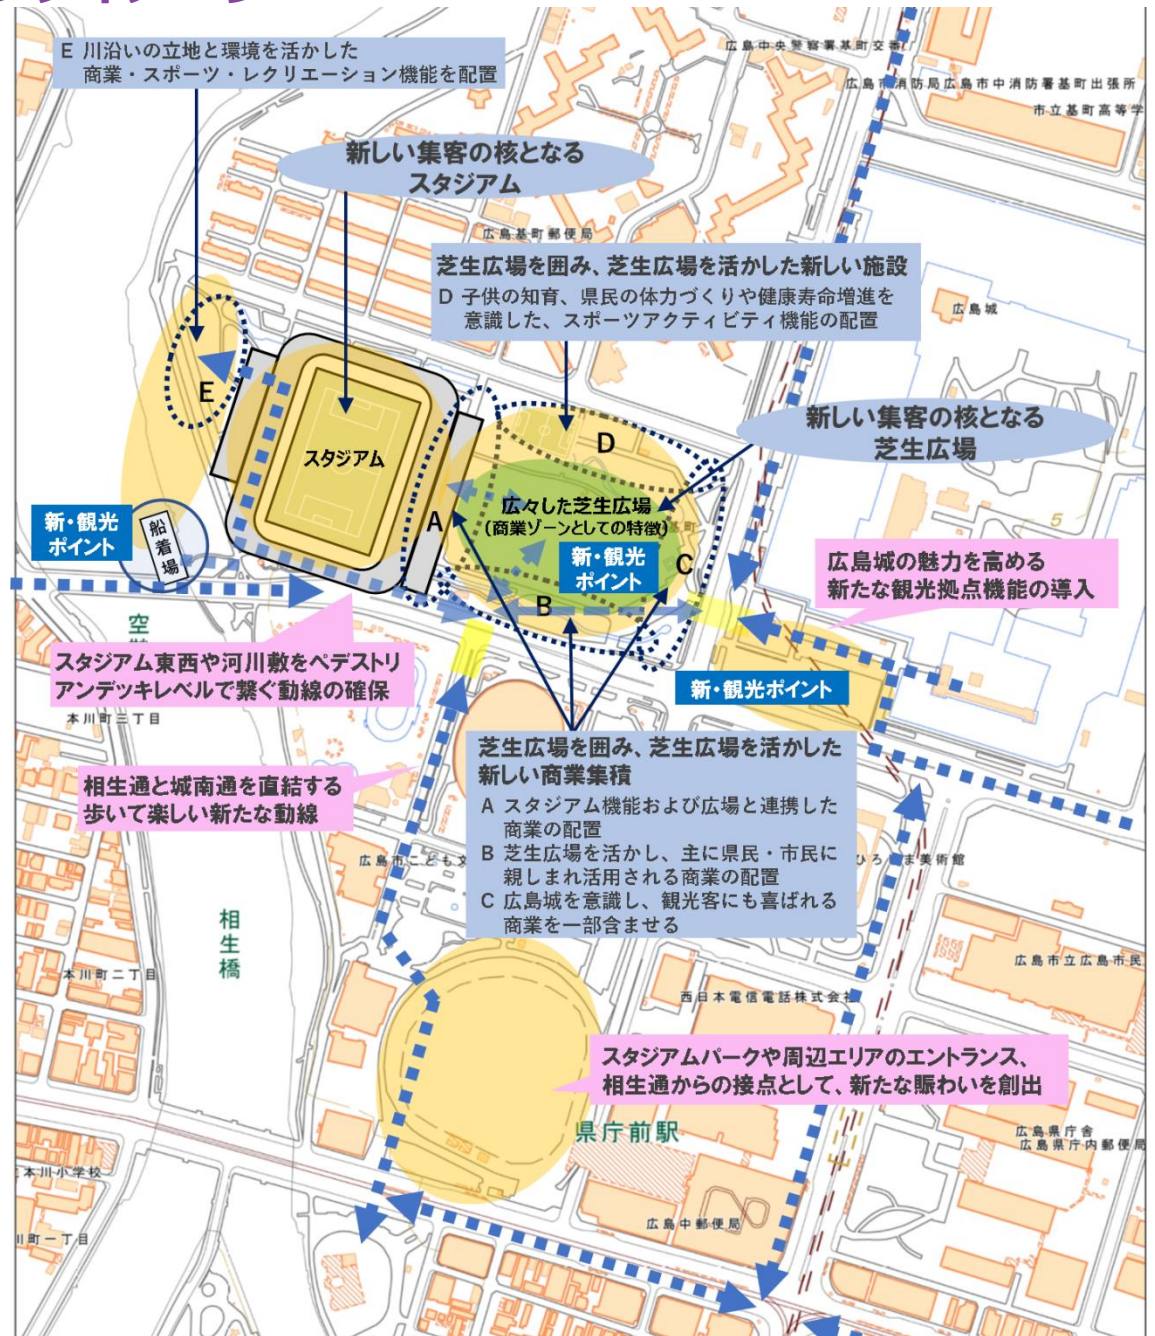 E 川沿いの立地と環境を活かした
商業・スポーツ・レクリエーション機能を配置
広島中央警察署基町交番
広島市消防局広島市中消防署基町出張所
市立基町高等学
新しい集客の核となる
スタジアム
広島基町郵便局
芝生広場を囲み、芝生広場を活かした新しい施設
D 子供の知育、県民の体力づくりや健康寿命増進を
意識した、スポーツアクティビティ機能の配置
広島城
E
新しい集客の核となる
芝生広場
D
スタジアム
A
広々した芝生広場
(商業ゾーンとしての特徴)
町
5
新・観光
ポイント
船着場
新・観光
ポイント
C
B
広島城の魅力を高める
新たな観光拠点機能の導入
空
スタジアム東西や河川敷をペデストリ
アンデッキレベルで繋ぐ動線の確保
新・観光ポイント
本川町三丁目
芝生広場を囲み、芝生広場を活かした
新しい商業集積
A スタジアム機能および広場と連携した
商業の配置
B 芝生広場を活かし、主に県民・市民に
親しまれ活用される商業の配置
C 広島城を意識し、観光客にも喜ばれる
商業を一部含ませる
相生通と城南通を直結する
歩いて楽しい新たな動線
広島市こども文
ひろしま美術館
相生橋
本川町二丁目
広島市立広島市民
西日本電信電話株式会社
スタジアムパークや周辺エリアのエントランス、
相生通からの接点として、新たな賑わいを創出
県庁前駅
広島県庁舎
広島県庁内郵便局
本川小学校
広島中郵便局
川町一丁目